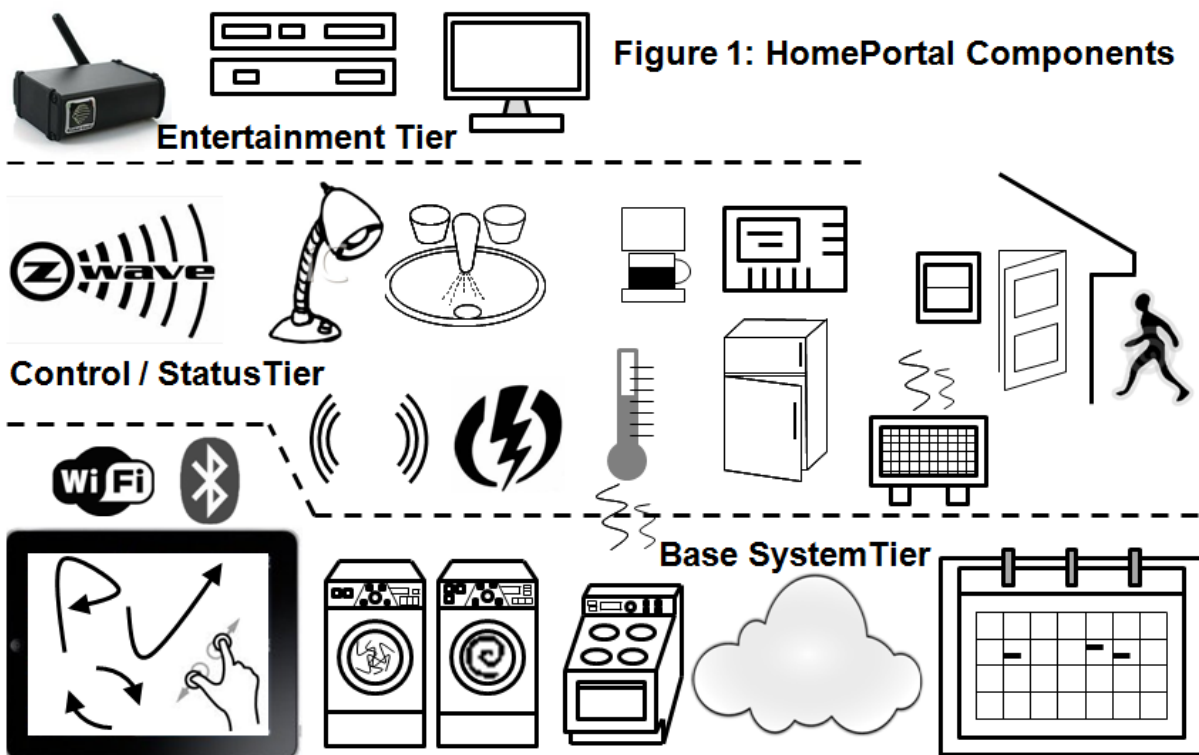 Figure 1: HomePortal Components
Entertainment Tier
Z wave
Control / StatusTier
Wi Fi
Base SystemTier